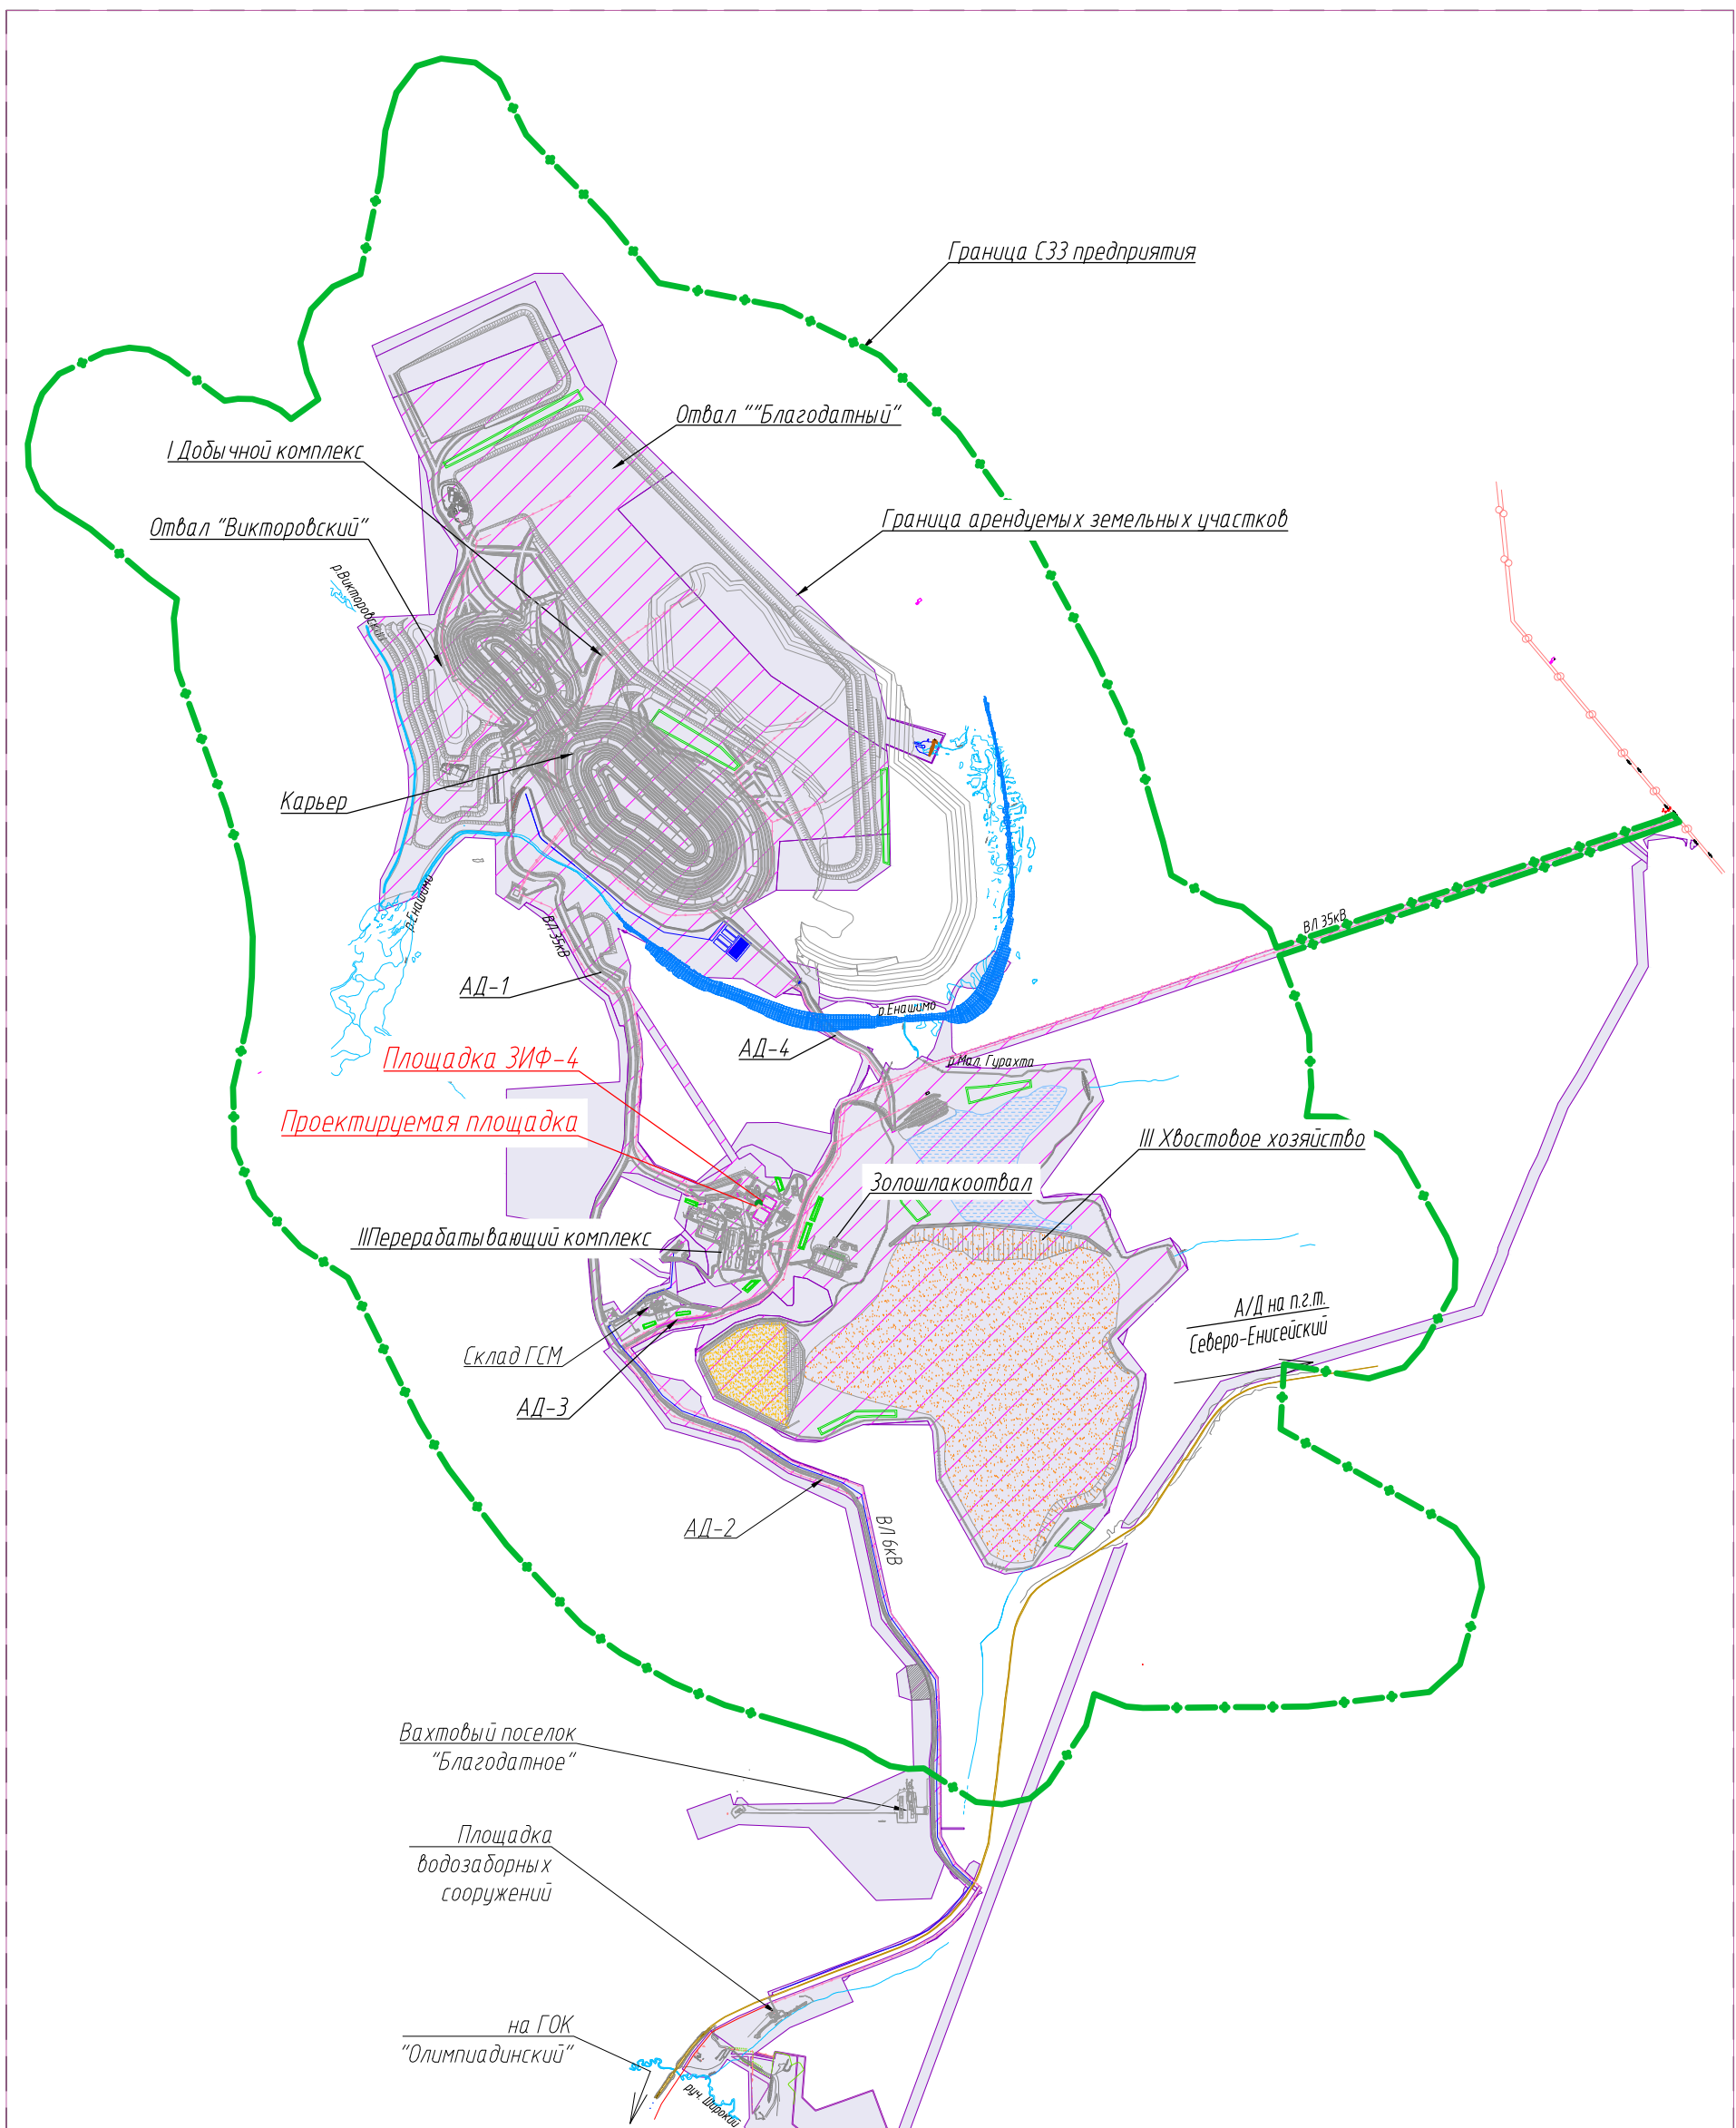 Граница СЗЗ предприятия
Отвал ""Благодатный"
I Добычной комплекс
Граница арендуемых земельных участков
Отвал "Викторовский"
р.Викторовский
Карьер
р.Енашимо
ВЛ 35кВ
ВЛ 35кВ
АД-1
р.Енашимо
АД-4
Площадка ЗИФ-4
р.Мал. Гурахта
Проектируемая площадка
III Хвостовое хозяйство
Золошлакоотвал
IIПерерабатывающий комплекс
А/Д на п.г.т.
Северо-Енисейский
Склад ГСМ
АД-3
АД-2
ВЛ 6кВ
Вахтовый поселок
"Благодатное"
Площадка
водозаборных
сооружений
на ГОК
"Олимпиадинский"
руч. Широкий